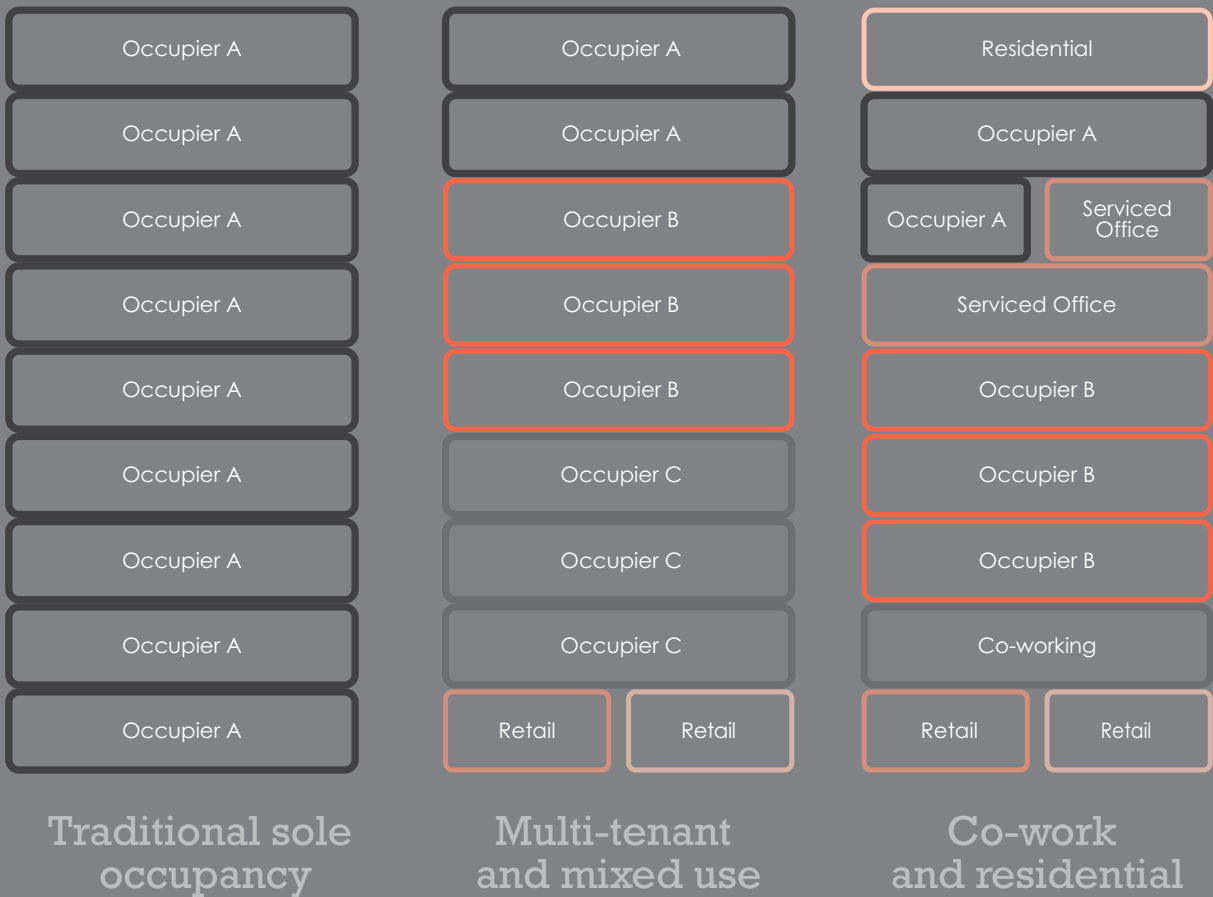 Occupier A
Occupier A
Occupier A
Occupier A
Occupier A
Occupier A
Occupier A
Occupier A
Occupier A
Traditional sole
occupancy
Occupier A
Occupier A
Occupier B
Occupier B
Occupier B
Occupier C
Occupier C
Occupier C
Retail
Retail
Multi-tenant
and mixed use
Residential
Occupier A
Occupier A
Serviced
Office
Serviced Office
Occupier B
Occupier B
Occupier B
Co-working
Retail
Retail
Co-work
and residential